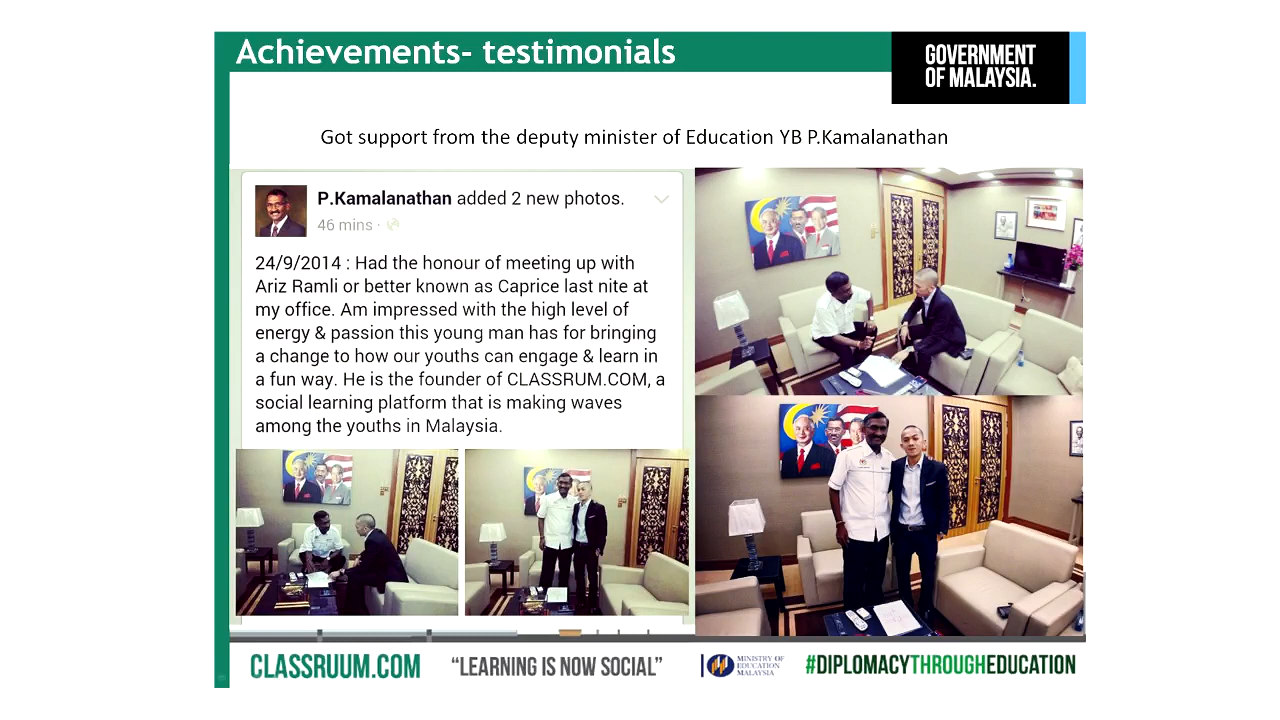 Achievements- testimonials
GOVERNMENT
OF MALAYSIA.
Got support from the deputy minister of Education YB P.Kamalanathan
P.Kamalanathan added 2 new photos.
46 mins ·
24/9/2014 : Had the honour of meeting up with
Ariz Ramli or better known as Caprice last nite at
my office. Am impressed with the high level of
energy & passion this young man has for bringing
a change to how our youths can engage & learn in
a fun way. He is the founder of CLASSRUM.COM, a
social learning platform that is making waves
among the youths in Malaysia.
CLASSRUUM.COM
“LEARNING IS NOW SOCIAL”
MINISTRY OF
EDUCATION
MALAYSIA
#DIPLOMACYTHROUGHEDUCATION